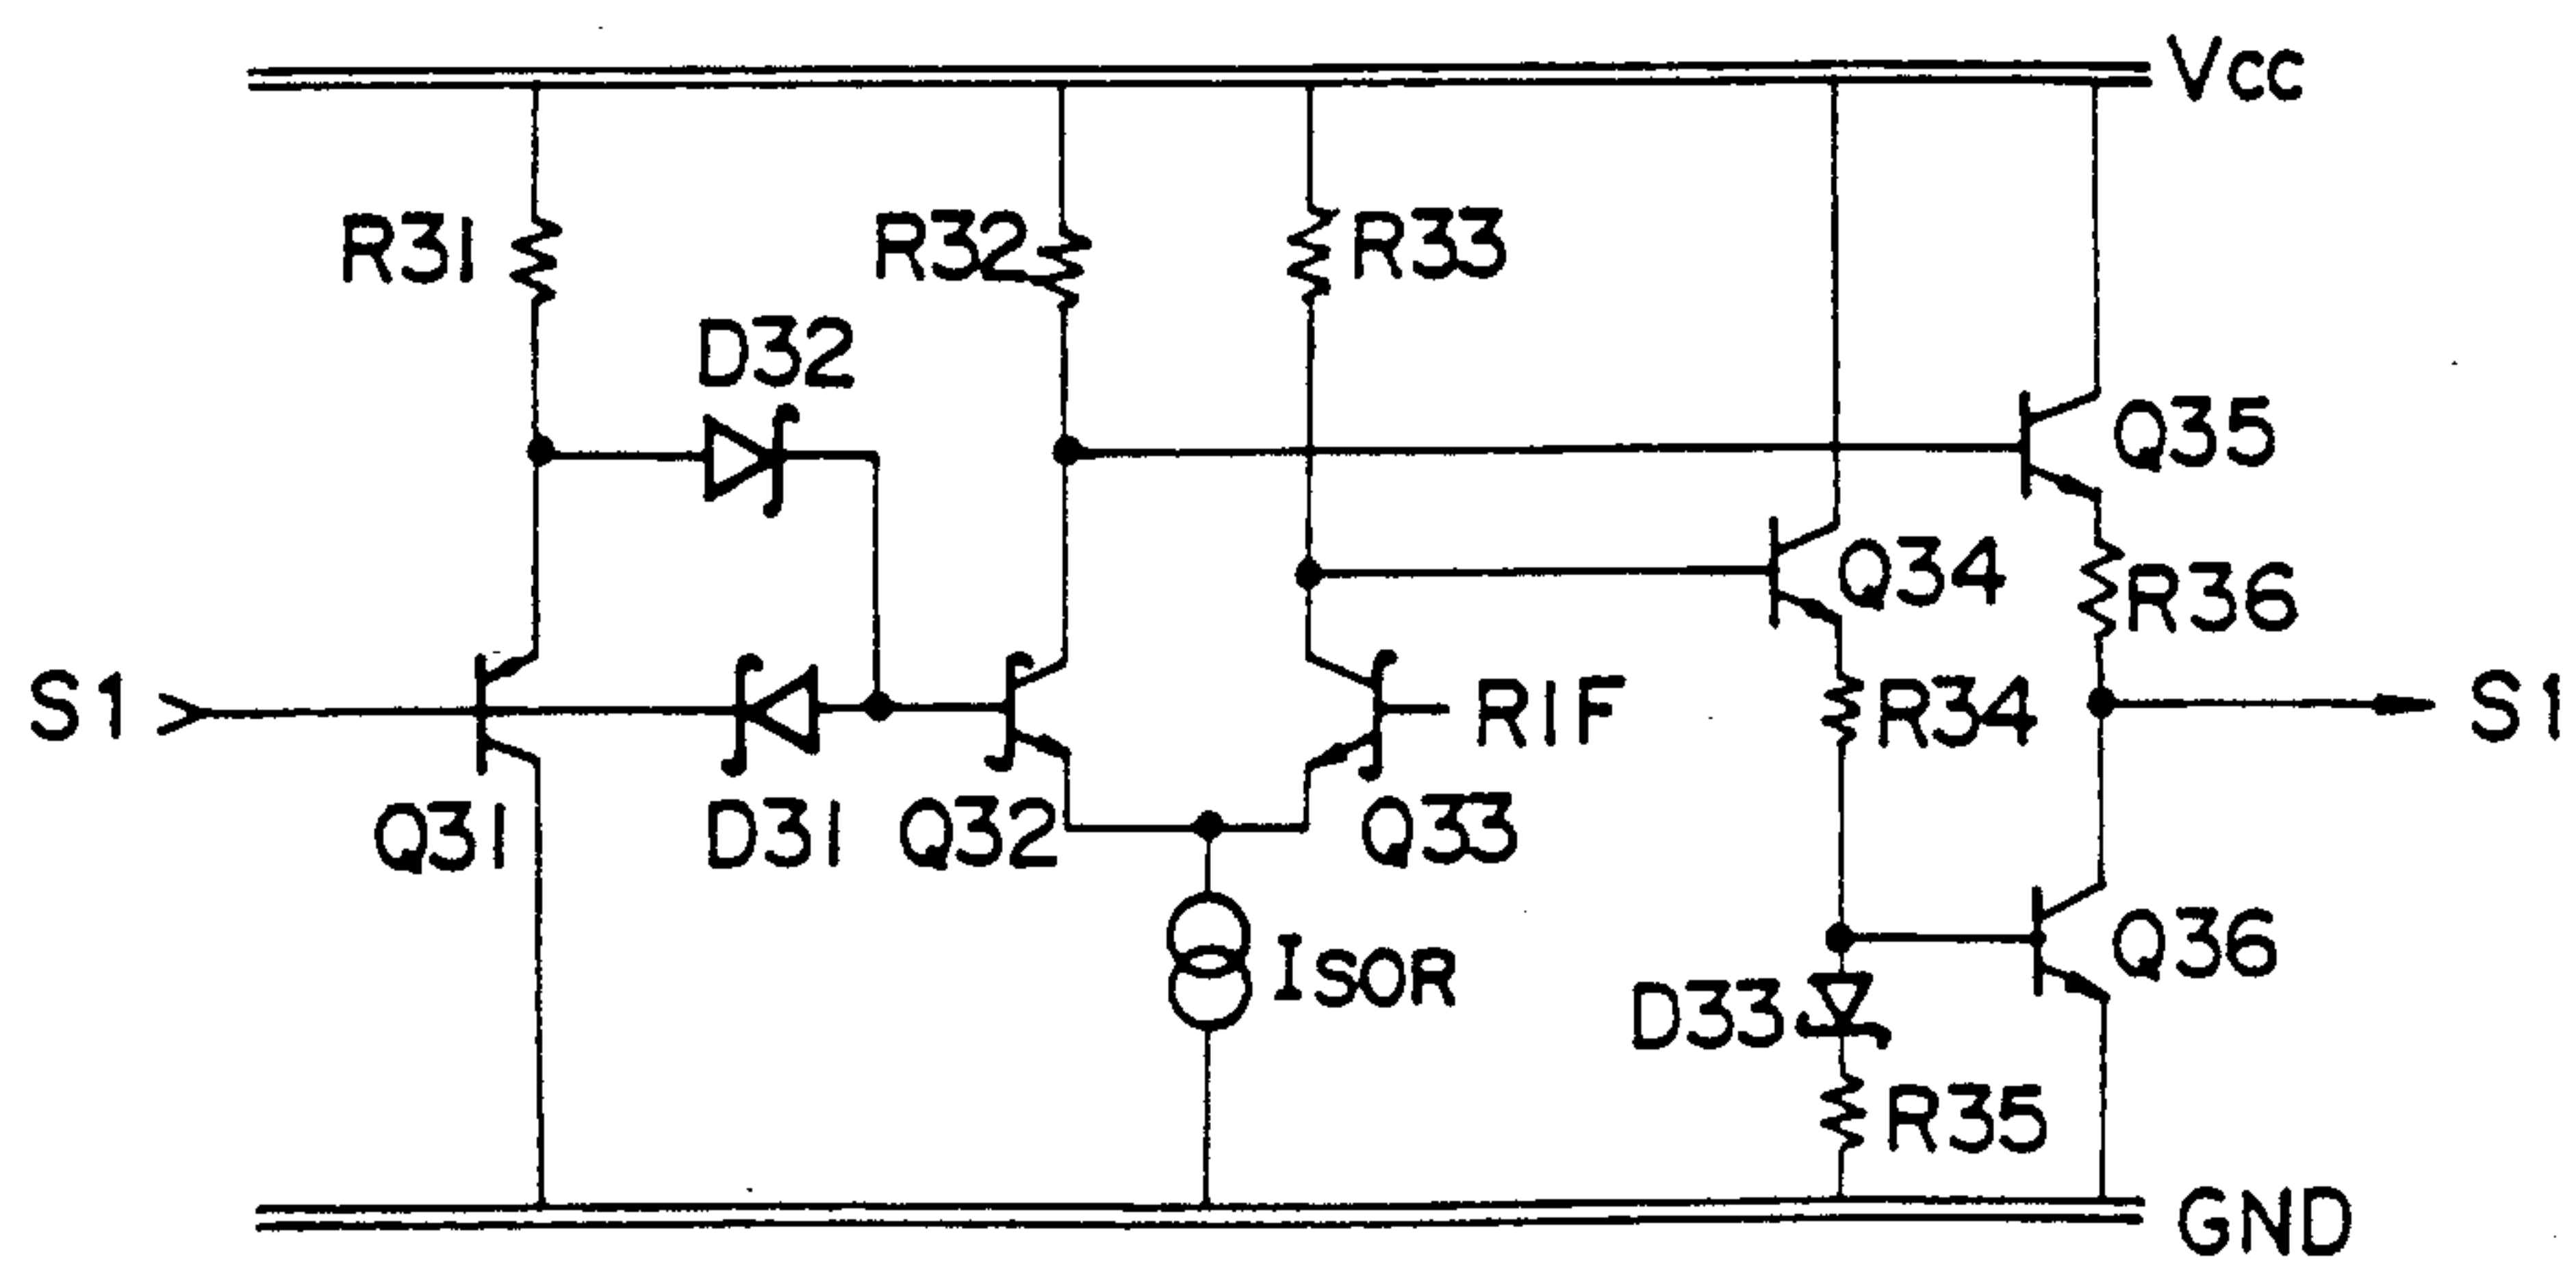 Vcc
R31
R32
R33
D32
Q35
Q34
R36
S1
R1F
R34
S1
Q31
D31
Q32
Q33
ISOR
Q36
D33
R35
GND